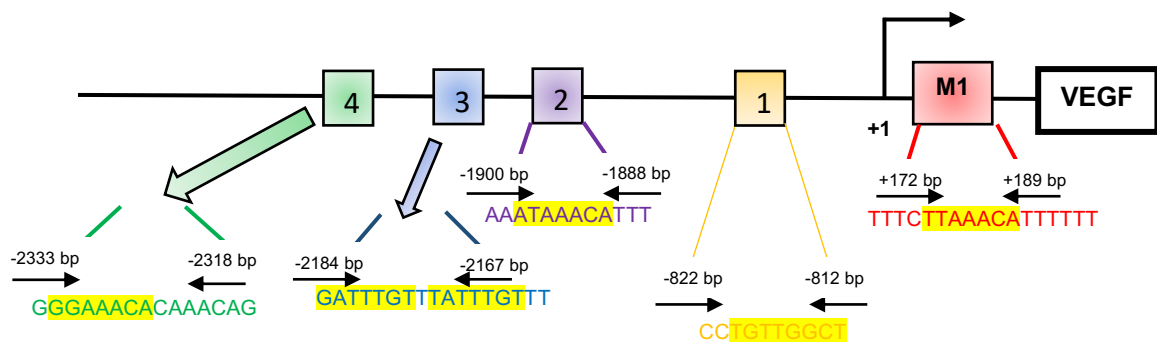 4 3 2 1 M1 VEGF
+1
-1900 bp -1888 bp
AAATAAACATTT
+172 bp +189 bp
TTTCTTAAACATTTTTT
-2333 bp -2318 bp
GGGAAACACAAACAG
-2184 bp -2167 bp
GATTTGTTTATTTGTTT
-822 bp -812 bp
CCTGTTGGCT